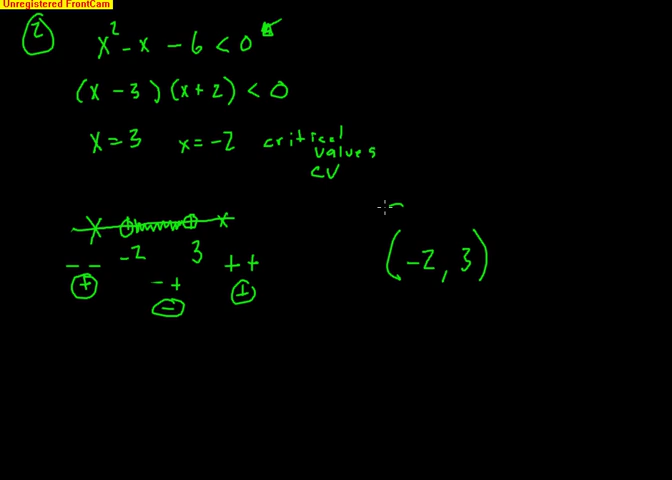 Unregistered FrontCam
2
x² - x - 6 < 0
(x - 3)(x + 2) < 0
x = 3 x = -2 critical
values
CV
-2 3
- - + +
+ - + +
-
(-2, 3)